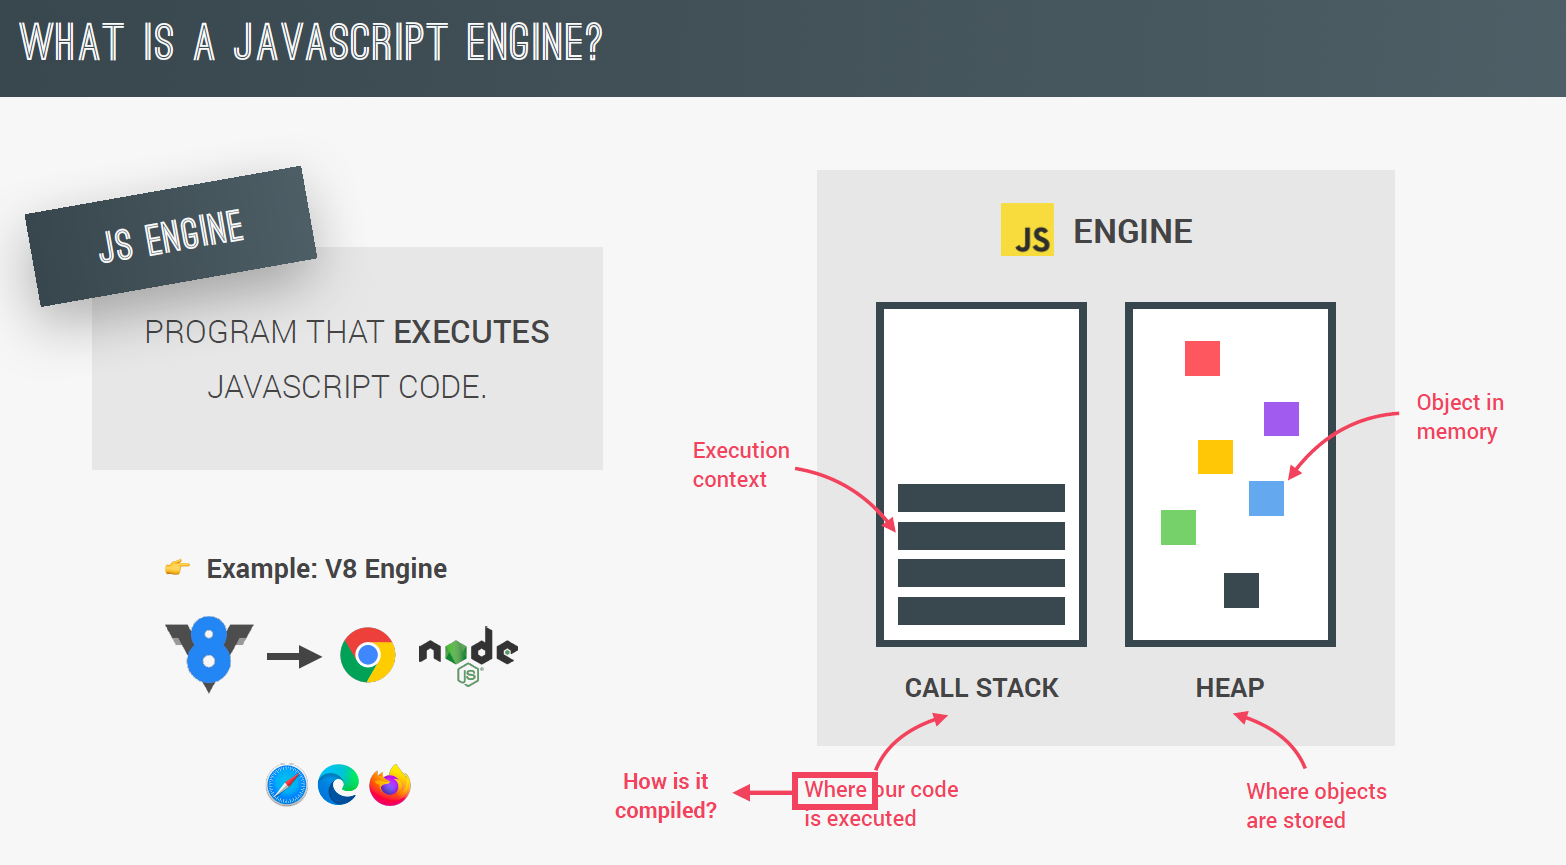 WHAT IS A JAVASCRIPT ENGINE?
JS ENGINE
PROGRAM THAT EXECUTES
JAVASCRIPT CODE.
👉 Example: V8 Engine
V8
node
JS
JS ENGINE
Execution
context
Object in
memory
CALL STACK
HEAP
How is it
compiled?
Where our code
is executed
Where objects
are stored